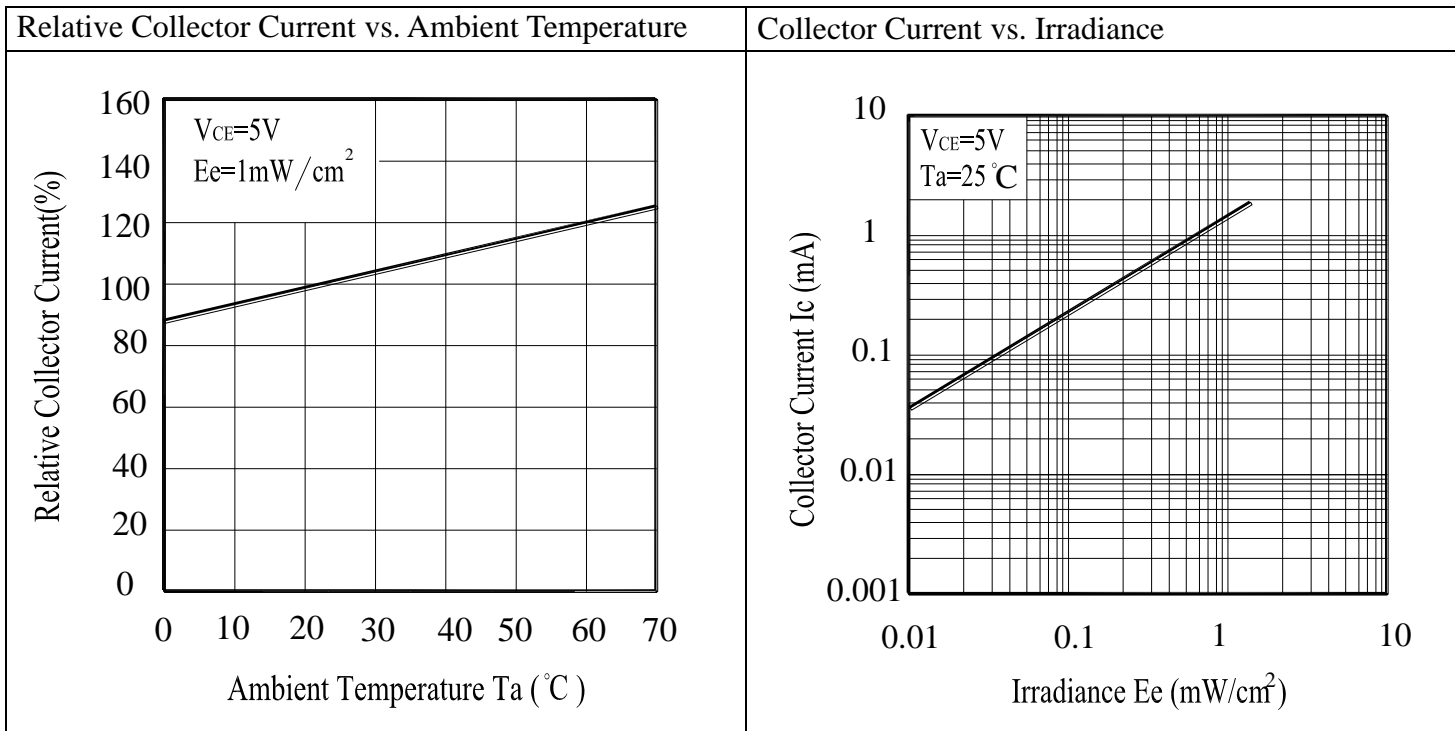 Relative Collector Current vs. Ambient Temperature
160
140
120
100
80
60
40
20
0
VCE=5V
Ee=1mW/cm²
Relative Collector Current(%)
0 10 20 30 40 50 60 70
Ambient Temperature Ta (℃)
Collector Current vs. Irradiance
10
1
0.1
0.01
0.001
VCE=5V
Ta=25℃
Collector Current Ic (mA)
0.01 0.1 1 10
Irradiance Ee (mW/cm²)